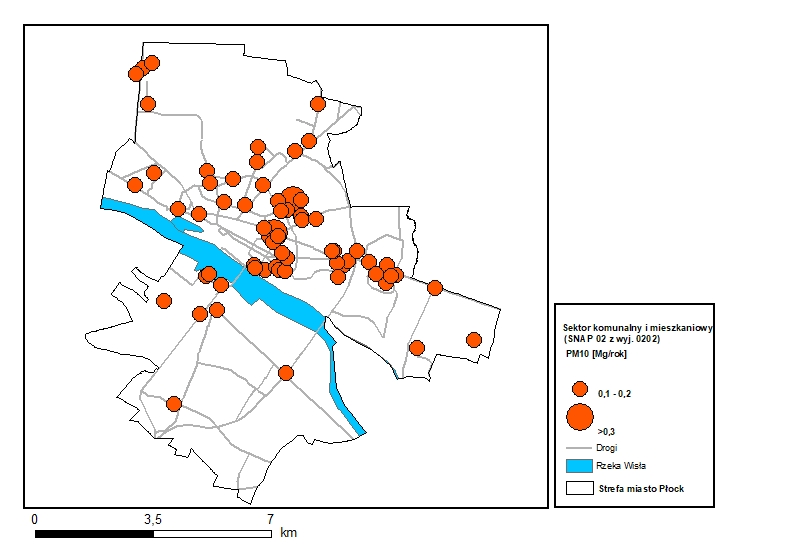 Sektor komunalny i mieszkaniowy
(SNAP 02 z wyj. 0202)
PM10 [Mg/rok]
0,1 - 0,2
>0,3
Drogi
Rzeka Wisła
Strefa miasto Płock
0 3,5 7
km